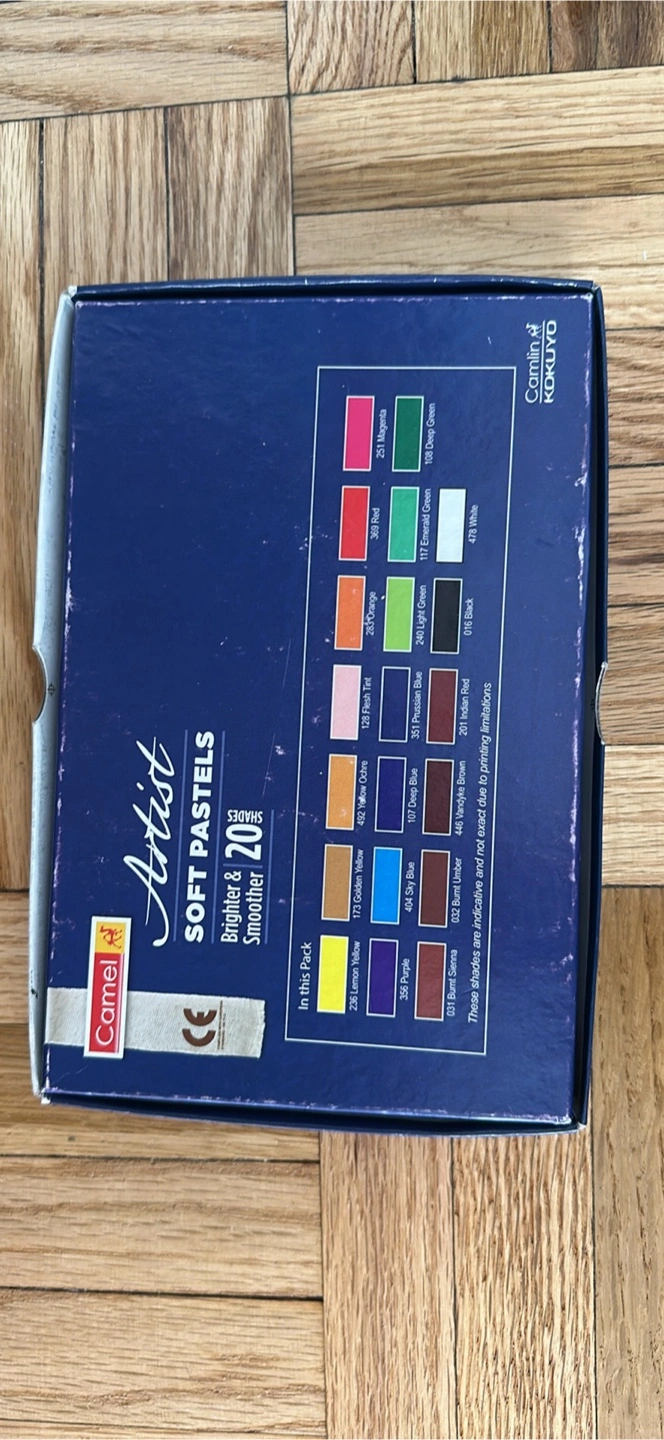 Camel
Artist
SOFT PASTELS
Brighter &
Smoother
20
SHADES
CE
In this Pack
236 Lemon Yellow 173 Golden Yellow 492 Yellow Ochre 128 Flesh Tint 283 Orange 369 Red 251 Magenta
356 Purple 404 Sky Blue 107 Deep Blue 351 Prussian Blue 240 Light Green 117 Emerald Green 108 Deep Green
031 Burnt Sienna 032 Burnt Umber 446 Vandyke Brown 201 Indian Red 016 Black 478 White
These shades are indicative and not exact due to printing limitations
Camlin
KOKUYO